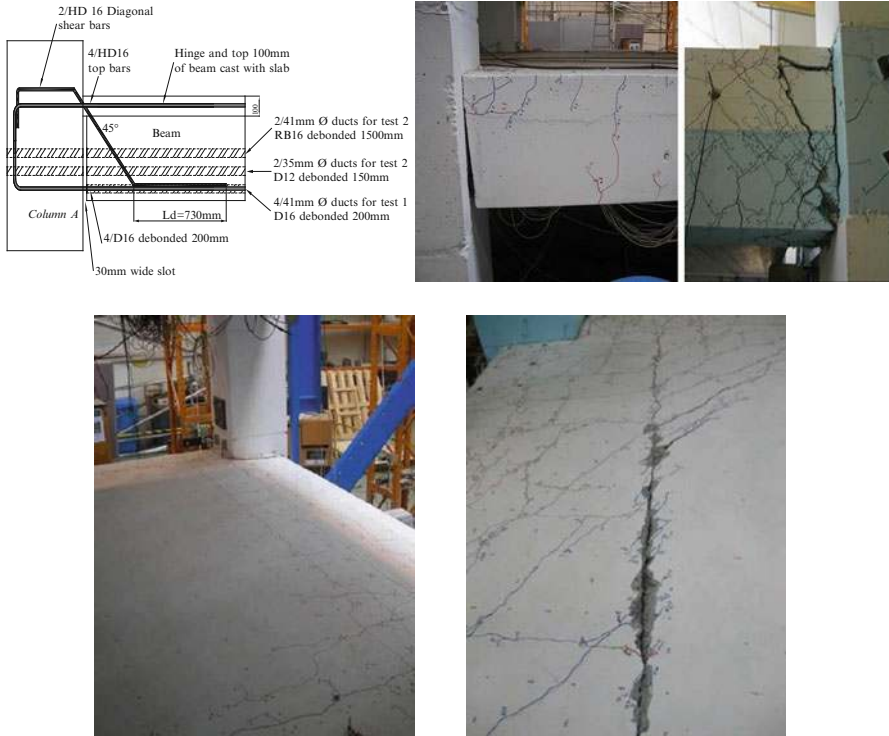 2/HD 16 Diagonal
shear bars
4/HD16
top bars
Hinge and top 100mm
of beam cast with slab
100
45°
Beam
2/41mm Ø ducts for test 2
RB16 debonded 1500mm
2/35mm Ø ducts for test 2
D12 debonded 150mm
4/41mm Ø ducts for test 1
D16 debonded 200mm
Column A
Ld=730mm
4/D16 debonded 200mm
30mm wide slot